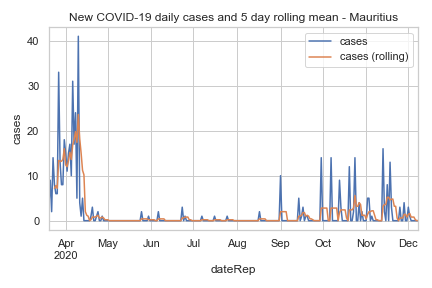 New COVID-19 daily cases and 5 day rolling mean - Mauritius
cases
cases (rolling)
40
30
20
10
0
cases
Apr May Jun Jul Aug Sep Oct Nov Dec
2020
dateRep